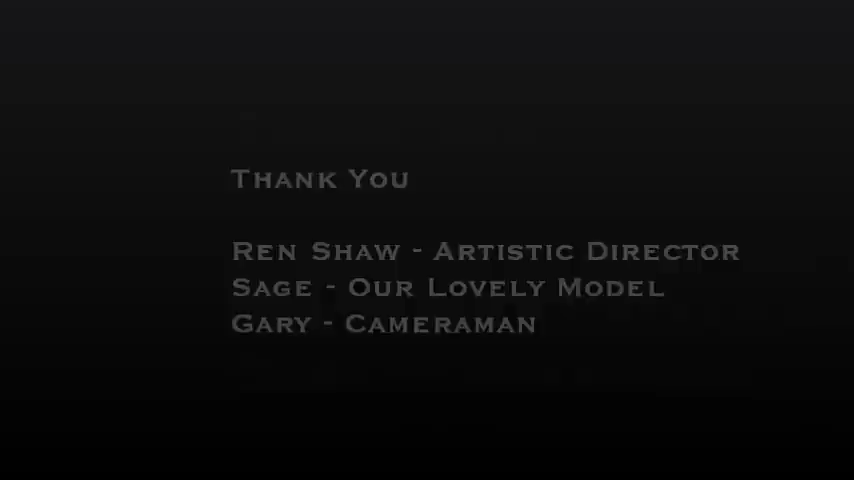 Thank You
Ren Shaw - Artistic Director
Sage - Our Lovely Model
Gary - Cameraman